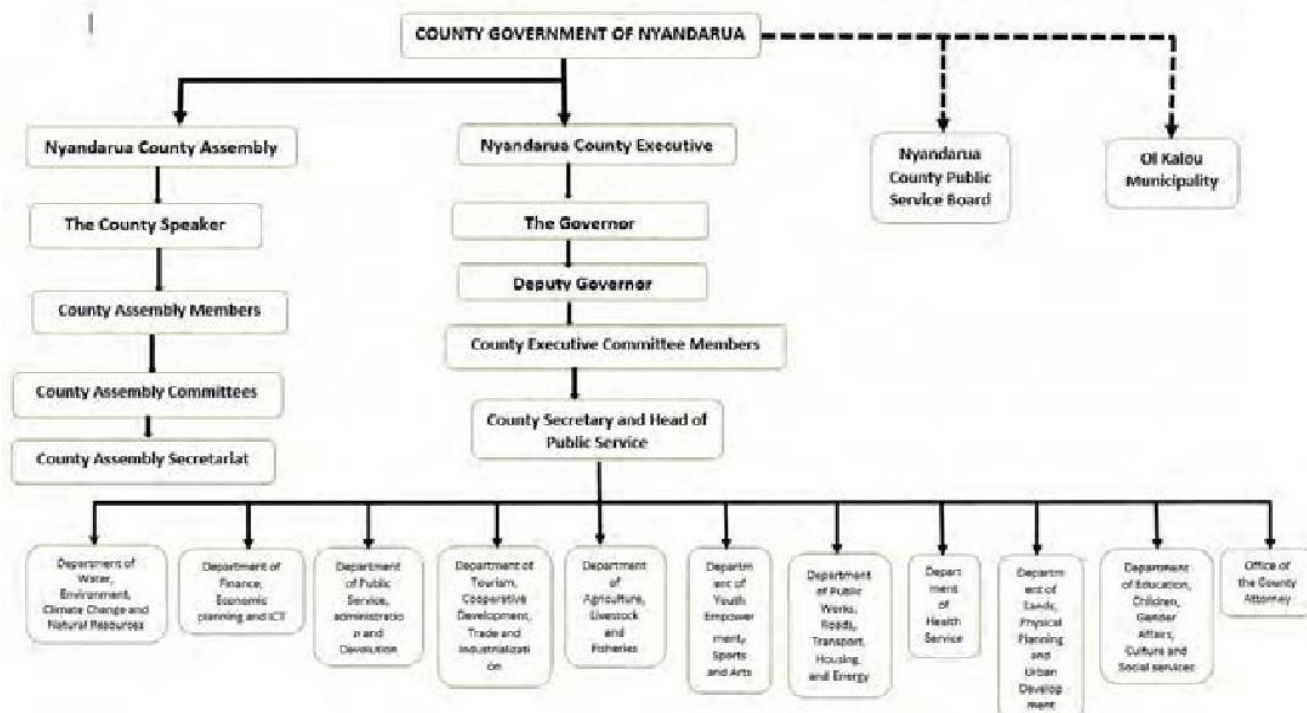 COUNTY GOVERNMENT OF NYANDARUA
Nyandarua County Assembly
Nyandarua County Executive
Nyandarua
County Public
Service Board
Ol Kalou
Municipality
The County Speaker
The Governor
Deputy Governor
County Assembly Members
County Executive Committee Members
County Assembly Committees
County Secretary and Head of
Public Service
County Assembly Secretariat
Department of
Water,
Environment,
Climate Change and
Natural Resources
Department of
Finance,
Economic
planning and ICT
Department
of Public
Service,
administratio
n and
Devolution
Department of
Tourism,
Cooperative
Development,
Trade and
Industrializati
on
Department
of
Agriculture,
Livestock
and
Fisheries
Departm
ent of
Youth
Empower
ment,
Sports
and Arts
Department
of Public
Works,
Roads,
Transport,
Housing
and Energy
Depart
ment
of
Health
Service
Departm
ent of
Lands,
Physical
Planning
and
Urban
Develop
ment
Department
of Education,
Children,
Gender
Affairs,
Culture and
Social services
Office of
the County
Attorney